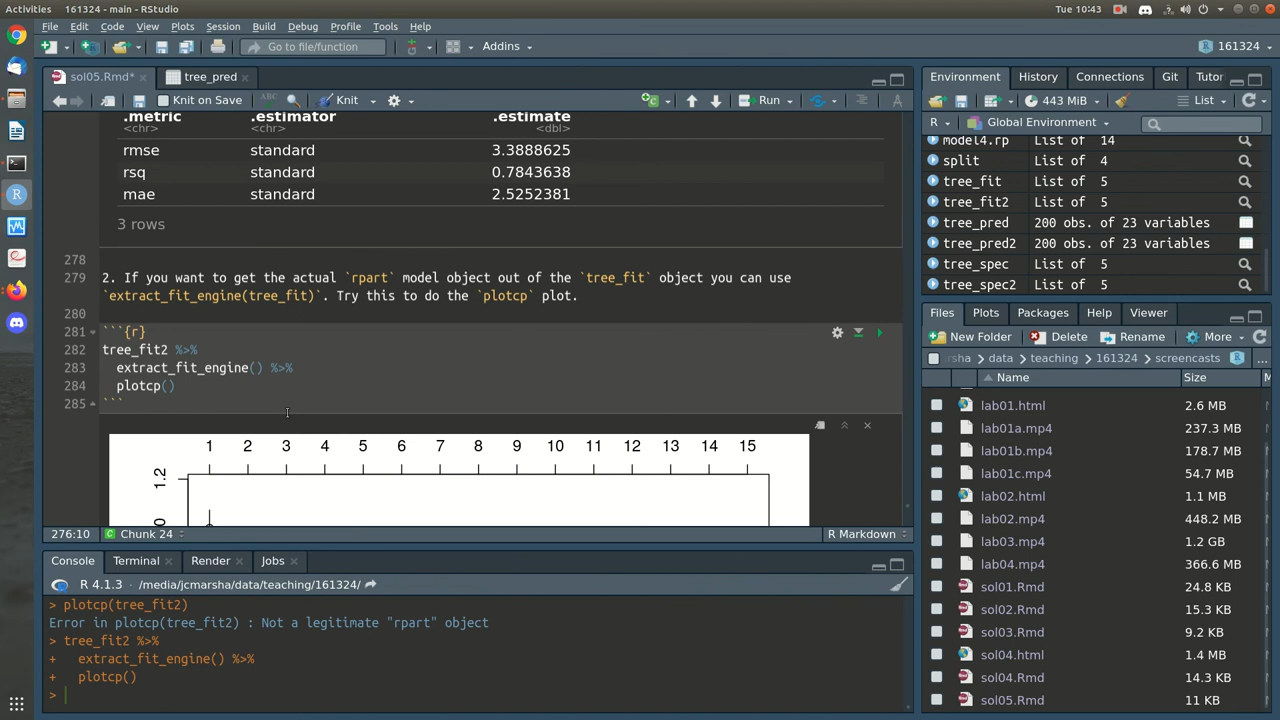 Activities
161324 - main - RStudio
Tue 10:43
File Edit Code View Plots Session Build Debug Profile Tools Help
Go to file/function
Addins
161324
sol05.Rmd*
tree_pred
Knit on Save
ABC
Knit
Run
.metric .estimator .estimate
<chr> <chr> <dbl>
rmse standard 3.3888625
rsq standard 0.7843638
mae standard 2.5252381
3 rows
278
279 2. If you want to get the actual `rpart` model object out of the `tree_fit` object you can use
`extract_fit_engine(tree_fit)`. Try this to do the `plotcp` plot.
280
281 ```{r}
282 tree_fit2 %>%
283 extract_fit_engine() %>%
284 plotcp()
285 ```
1 2 3 4 5 6 7 8 9 10 11 12 13 14 15
1.2
276:10
Chunk 24
R Markdown
Console Terminal Render Jobs
R 4.1.3 · /media/jcmarsha/data/teaching/161324/
> plotcp(tree_fit2)
Error in plotcp(tree_fit2) : Not a legitimate "rpart" object
> tree_fit2 %>%
+ extract_fit_engine() %>%
+ plotcp()
>
Environment History Connections Git Tutor
443 MiB
List
R
Global Environment
model4.rp List of 14
split List of 4
tree_fit List of 5
tree_fit2 List of 5
tree_pred 200 obs. of 23 variables
tree_pred2 200 obs. of 23 variables
tree_spec List of 5
tree_spec2 List of 5
Files Plots Packages Help Viewer
New Folder Delete Rename More
arsha data teaching 161324 screencasts ...
Name Size M
lab01.html 2.6 MB
lab01a.mp4 237.3 MB
lab01b.mp4 178.7 MB
lab01c.mp4 54.7 MB
lab02.html 1.1 MB
lab02.mp4 448.2 MB
lab03.mp4 1.2 GB
lab04.mp4 366.6 MB
sol01.Rmd 24.8 KB
sol02.Rmd 15.3 KB
sol03.Rmd 9.2 KB
sol04.html 1.4 MB
sol04.Rmd 14.3 KB
sol05.Rmd 11 KB